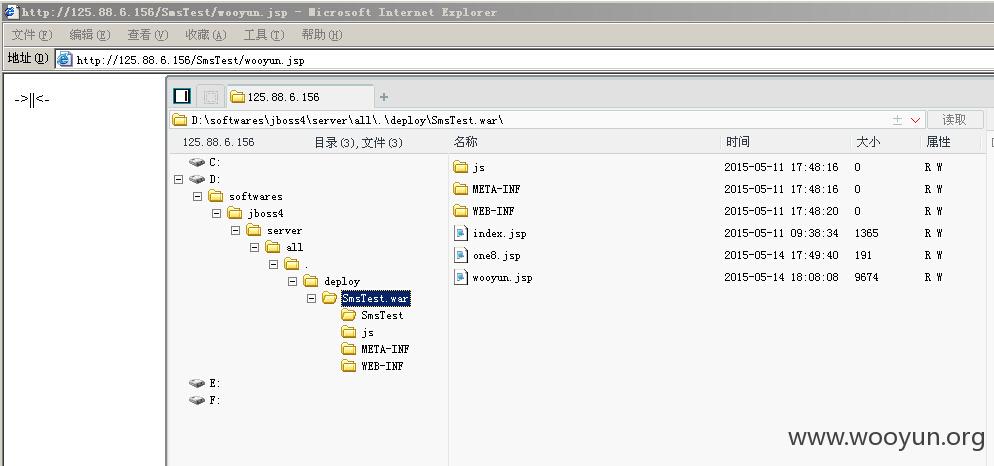 http://125.88.6.156/SmsTest/wooyun.jsp - Microsoft Internet Explorer
文件(F) 编辑(E) 查看(V) 收藏(A) 工具(T) 帮助(H)
地址(D) http://125.88.6.156/SmsTest/wooyun.jsp
->||<-
125.88.6.156 +
D:\softwares\jboss4\server\all\.\deploy\SmsTest.war\ 读取
125.88.6.156 目录(3),文件(3) 名称 时间 大小 属性
C:
D:
softwares
jboss4
server
all
.
deploy
SmsTest.war
SmsTest
js
META-INF
WEB-INF
E:
F:
js 2015-05-11 17:48:16 0 R W
META-INF 2015-05-11 17:48:16 0 R W
WEB-INF 2015-05-11 17:48:20 0 R W
index.jsp 2015-05-11 09:38:34 1365 R W
one8.jsp 2015-05-14 17:49:40 191 R W
wooyun.jsp 2015-05-14 18:08:08 9674 R W
www.wooyun.org